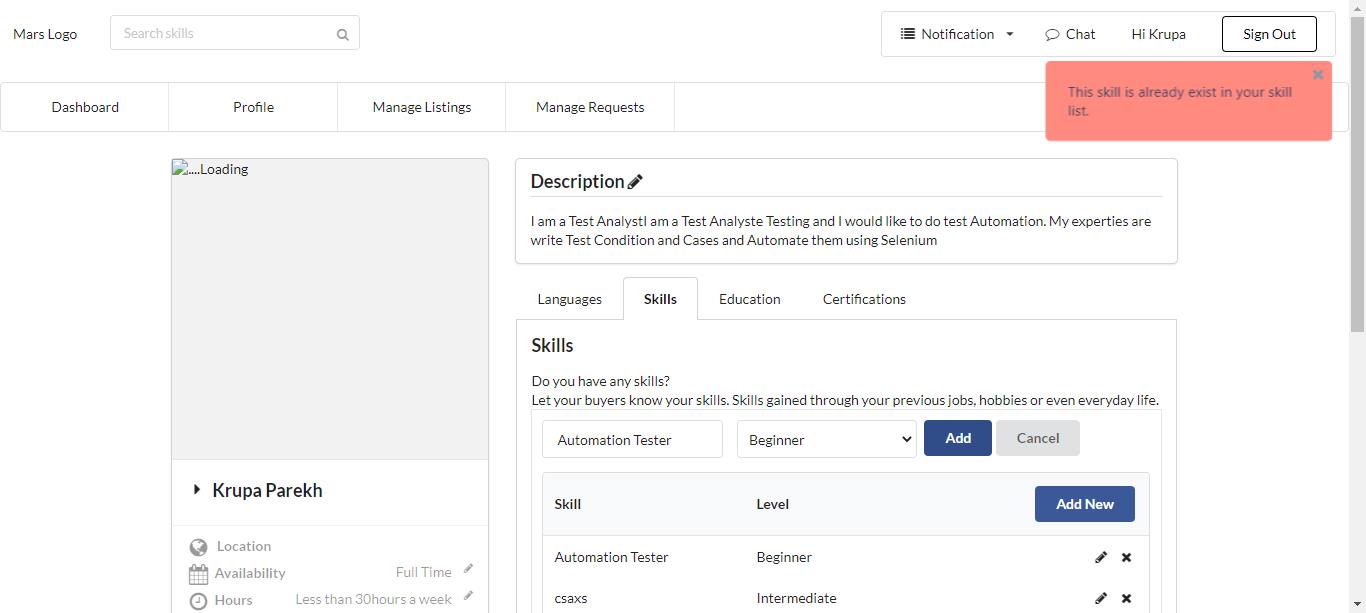 Mars Logo
Search skills
Notification
Chat
Hi Krupa
Sign Out
This skill is already exist in your skill
list.
Dashboard
Profile
Manage Listings
Manage Requests
....Loading
Description
I am a Test AnalystI am a Test Analyste Testing and I would like to do test Automation. My experties are
write Test Condition and Cases and Automate them using Selenium
Languages
Skills
Education
Certifications
Skills
Do you have any skills?
Let your buyers know your skills. Skills gained through your previous jobs, hobbies or even everyday life.
Automation Tester
Beginner
Add
Cancel
Skill
Level
Add New
Automation Tester
Beginner
csaxs
Intermediate
Krupa Parekh
Location
Availability
Full Time
Hours
Less than 30hours a week